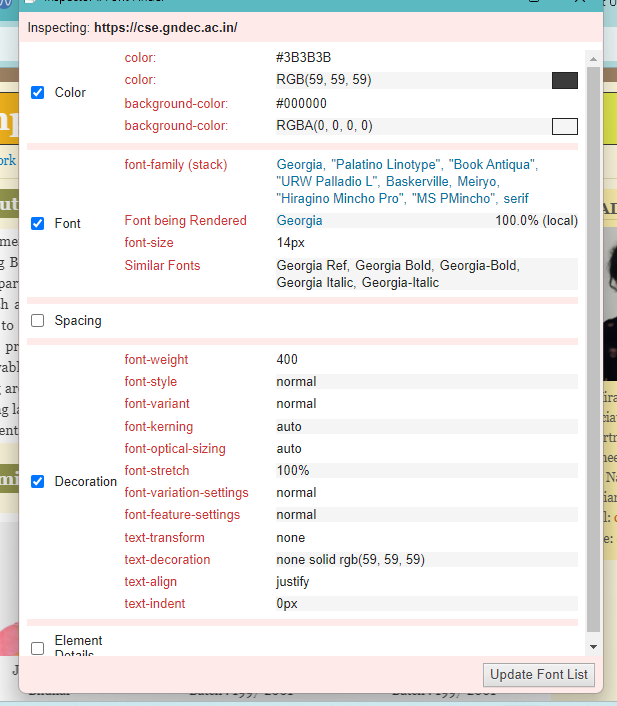 Inspecting: https://cse.gndec.ac.in/
Color
color: #3B3B3B
color: RGB(59, 59, 59)
background-color: #000000
background-color: RGBA(0, 0, 0, 0)
Font
font-family (stack) Georgia, "Palatino Linotype", "Book Antiqua",
"URW Palladio L", Baskerville, Meiryo,
"Hiragino Mincho Pro", "MS PMincho", serif
Font being Rendered Georgia 100.0% (local)
font-size 14px
Similar Fonts Georgia Ref, Georgia Bold, Georgia-Bold,
Georgia Italic, Georgia-Italic
Spacing
Decoration
font-weight 400
font-style normal
font-variant normal
font-kerning auto
font-optical-sizing auto
font-stretch 100%
font-variation-settings normal
font-feature-settings normal
text-transform none
text-decoration none solid rgb(59, 59, 59)
text-align justify
text-indent 0px
Element
Details
Update Font List